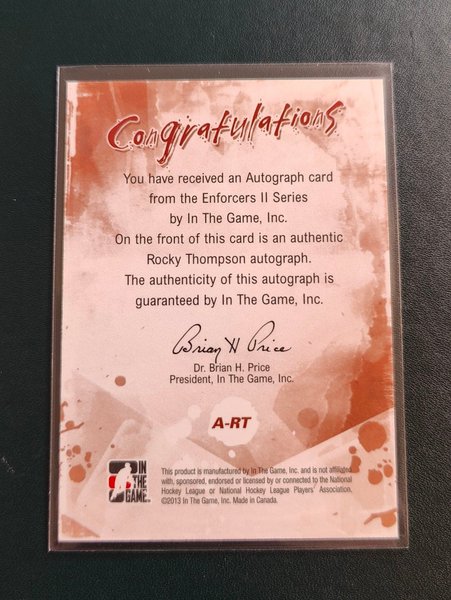 Congratulations
You have received an Autograph card
from the Enforcers II Series
by In The Game, Inc.
On the front of this card is an authentic
Rocky Thompson autograph.
The authenticity of this autograph is
guaranteed by In The Game, Inc.
Brian H Price
Dr. Brian H. Price
President, In The Game, Inc.
A-RT
IN
THE
GAME
This product is manufactured by In The Game, Inc. and is not affiliated
with, sponsored, endorsed or licensed by or connected to the National
Hockey League or National Hockey League Players' Association.
©2013 In The Game, Inc. Made in Canada.